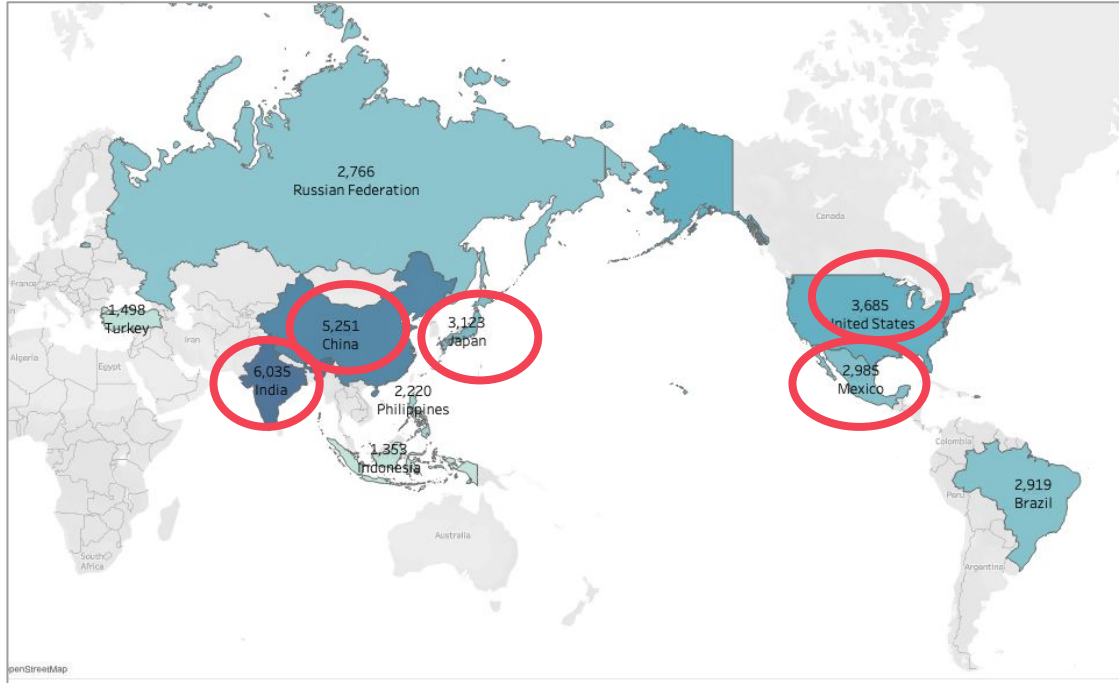 2,766
Russian Federation
Canada
France
1,498
Turkey
5,251
China
3,123
Japan
3,685
United States
Algeria
Iran
Egypt
6,035
India
2,220
Philippines
2,985
Mexico
1,353
Indonesia
Colombia
Peru
2,919
Brazil
Australia
South
Africa
Argentina
penStreetMap